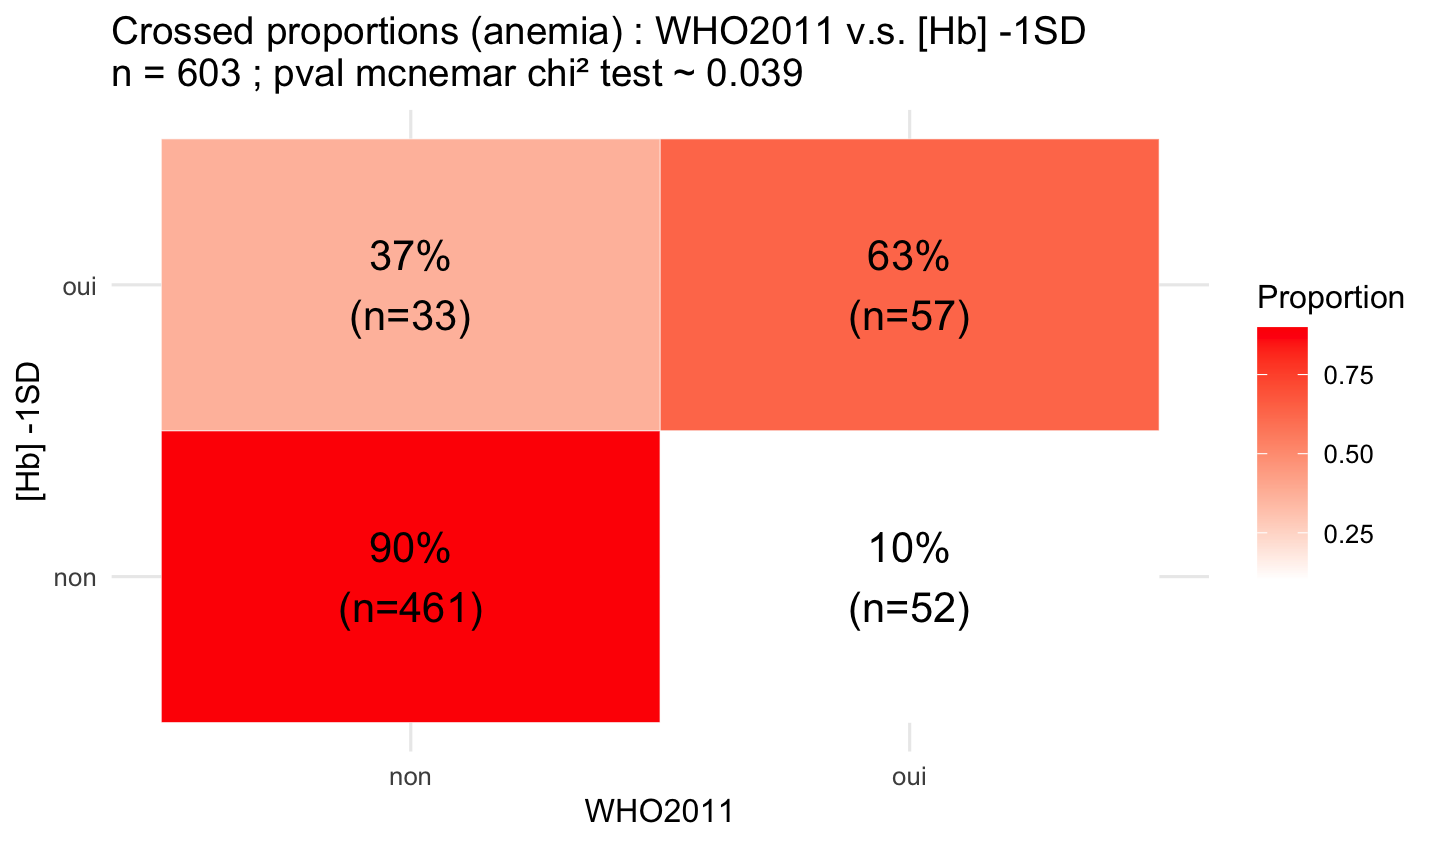 Crossed proportions (anemia) : WHO2011 v.s. [Hb] -1SD
n = 603 ; pval mcnemar chi² test ~ 0.039
[Hb] -1SD
oui
37%
(n=33)
63%
(n=57)
non
90%
(n=461)
10%
(n=52)
non
oui
WHO2011
Proportion
0.75
0.50
0.25